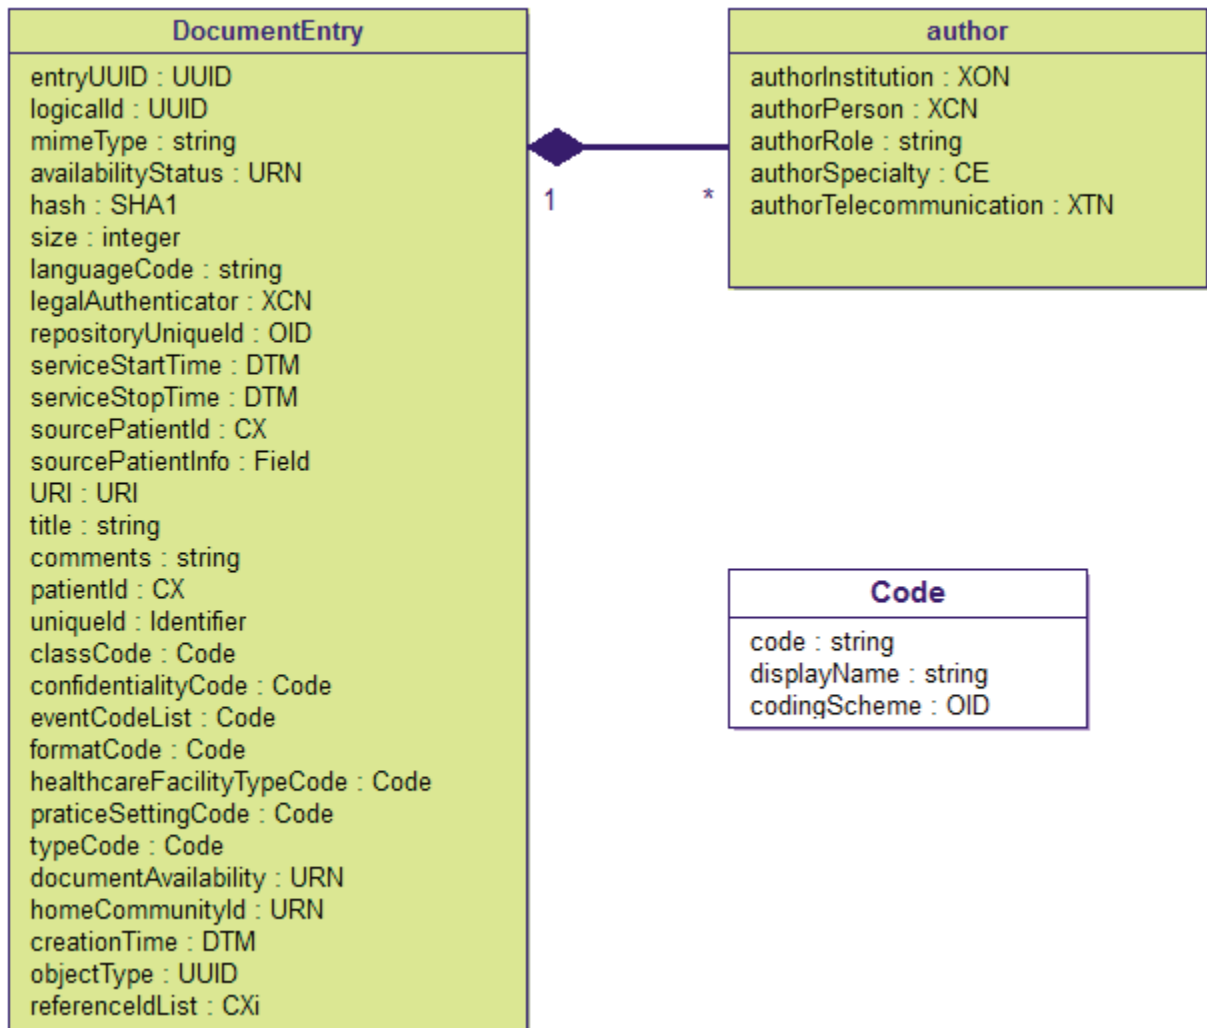 DocumentEntry
entryUUID : UUID
logicalId : UUID
mimeType : string
availabilityStatus : URN
hash : SHA1
size : integer
languageCode : string
legalAuthenticator : XCN
repositoryUniqueId : OID
serviceStartTime : DTM
serviceStopTime : DTM
sourcePatientId : CX
sourcePatientInfo : Field
URI : URI
title : string
comments : string
patientId : CX
uniqueId : Identifier
classCode : Code
confidentialityCode : Code
eventCodeList : Code
formatCode : Code
healthcareFacilityTypeCode : Code
praticeSettingCode : Code
typeCode : Code
documentAvailability : URN
homeCommunityId : URN
creationTime : DTM
objectType : UUID
referenceIdList : CXi
1
*
author
authorInstitution : XON
authorPerson : XCN
authorRole : string
authorSpecialty : CE
authorTelecommunication : XTN
Code
code : string
displayName : string
codingScheme : OID